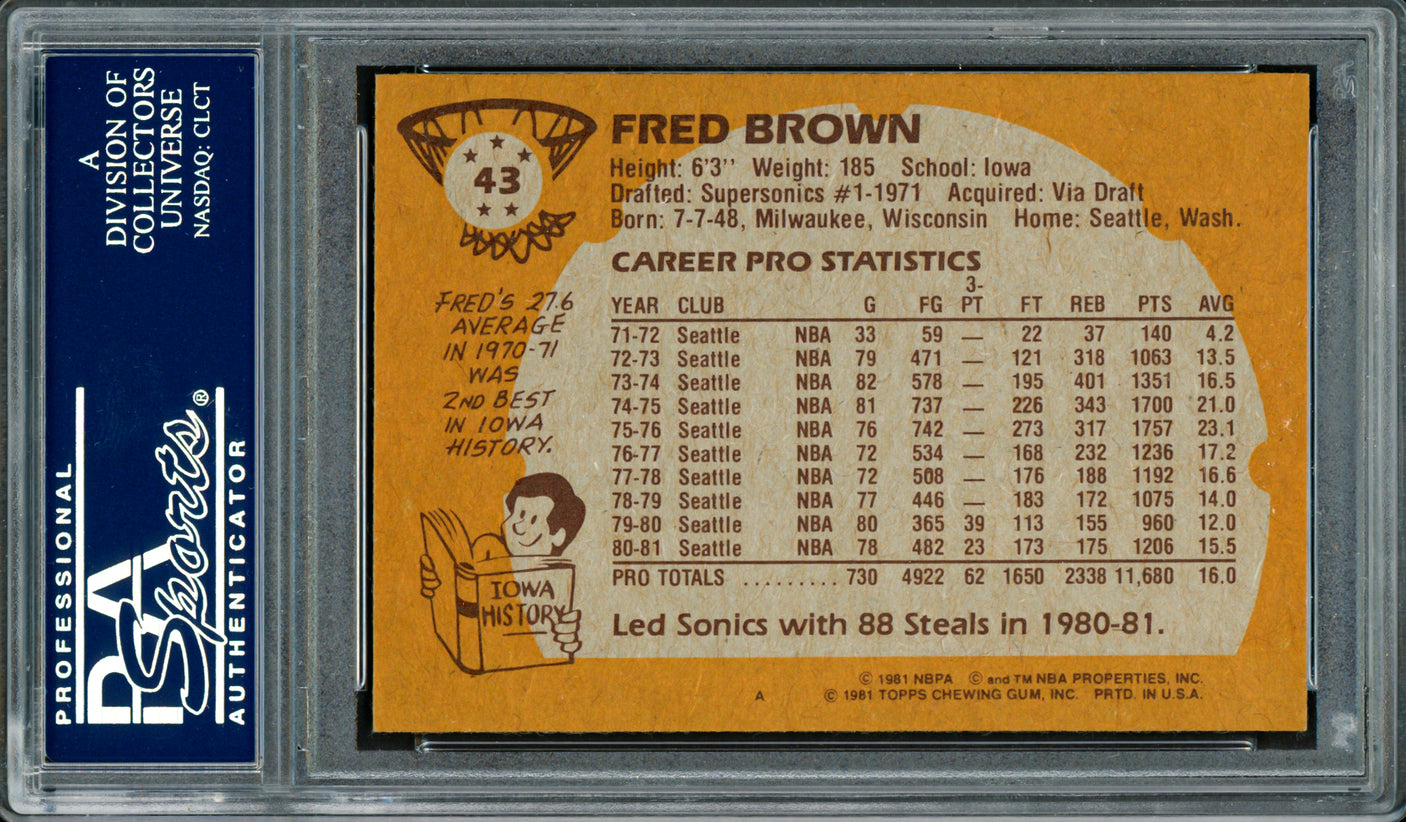 A
DIVISION OF
COLLECTORS
UNIVERSE
NASDAQ: CLCT
PROFESSIONAL
PSA
Sports®
AUTHENTICATOR
43
FRED BROWN
Height: 6'3'' Weight: 185 School: Iowa
Drafted: Supersonics #1-1971 Acquired: Via Draft
Born: 7-7-48, Milwaukee, Wisconsin Home: Seattle, Wash.
CAREER PRO STATISTICS
YEAR CLUB G FG 3-PT FT REB PTS AVG
71-72 Seattle NBA 33 59 — 22 37 140 4.2
72-73 Seattle NBA 79 471 — 121 318 1063 13.5
73-74 Seattle NBA 82 578 — 195 401 1351 16.5
74-75 Seattle NBA 81 737 — 226 343 1700 21.0
75-76 Seattle NBA 76 742 — 273 317 1757 23.1
76-77 Seattle NBA 72 534 — 168 232 1236 17.2
77-78 Seattle NBA 72 508 — 176 188 1192 16.6
78-79 Seattle NBA 77 446 — 183 172 1075 14.0
79-80 Seattle NBA 80 365 39 113 155 960 12.0
80-81 Seattle NBA 78 482 23 173 175 1206 15.5
PRO TOTALS ......... 730 4922 62 1650 2338 11,680 16.0
Led Sonics with 88 Steals in 1980-81.
FRED'S 27.6
AVERAGE
IN 1970-71
WAS
2ND BEST
IN IOWA
HISTORY.
IOWA
HISTORY
© 1981 NBPA © and TM NBA PROPERTIES, INC.
A © 1981 TOPPS CHEWING GUM, INC. PRTD. IN U.S.A.